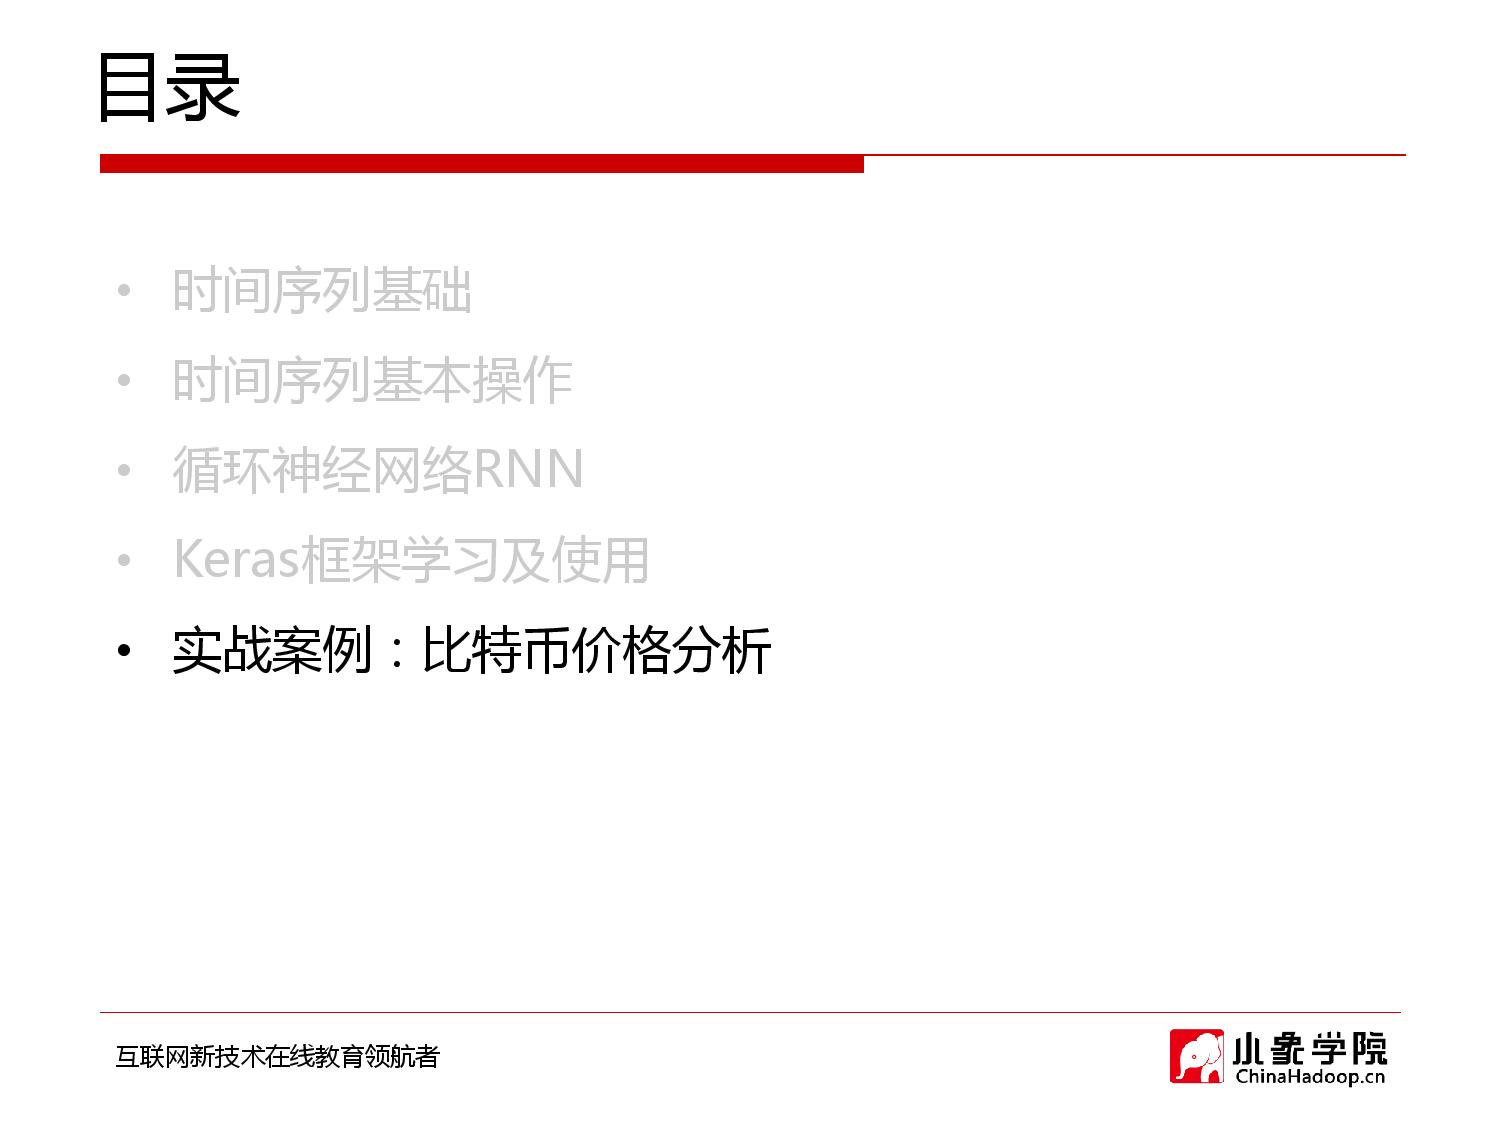 目录
• 时间序列基础
• 时间序列基本操作
• 循环神经网络RNN
• Keras框架学习及使用
• 实战案例：比特币价格分析
互联网新技术在线教育领航者
小象学院
ChinaHadoop.cn